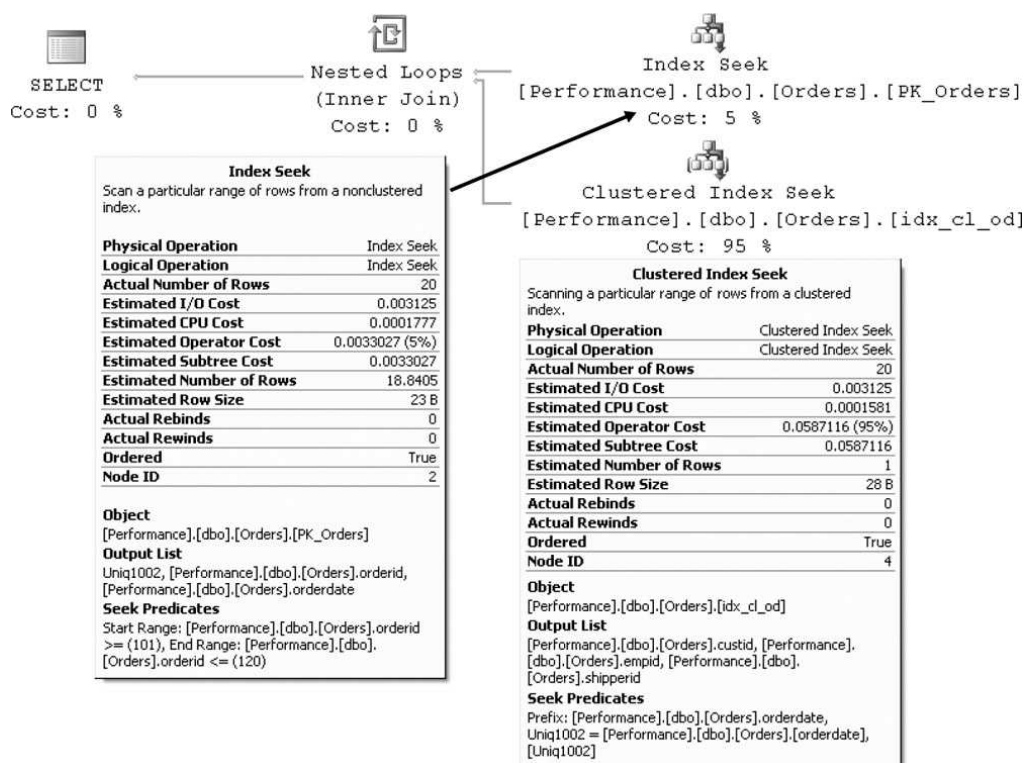 SELECT
Cost: 0 %
Nested Loops
(Inner Join)
Cost: 0 %
Index Seek
[Performance].[dbo].[Orders].[PK_Orders]
Cost: 5 %
Clustered Index Seek
[Performance].[dbo].[Orders].[idx_cl_od]
Cost: 95 %
Index Seek
Scan a particular range of rows from a nonclustered
index.
Physical Operation Index Seek
Logical Operation Index Seek
Actual Number of Rows 20
Estimated I/O Cost 0.003125
Estimated CPU Cost 0.0001777
Estimated Operator Cost 0.0033027 (5%)
Estimated Subtree Cost 0.0033027
Estimated Number of Rows 18.8405
Estimated Row Size 23 B
Actual Rebinds 0
Actual Rewinds 0
Ordered True
Node ID 2
Object
[Performance].[dbo].[Orders].[PK_Orders]
Output List
Uniq1002, [Performance].[dbo].[Orders].orderid,
[Performance].[dbo].[Orders].orderdate
Seek Predicates
Start Range: [Performance].[dbo].[Orders].orderid
>= (101), End Range: [Performance].[dbo].
[Orders].orderid <= (120)
Clustered Index Seek
Scanning a particular range of rows from a clustered
index.
Physical Operation Clustered Index Seek
Logical Operation Clustered Index Seek
Actual Number of Rows 20
Estimated I/O Cost 0.003125
Estimated CPU Cost 0.0001581
Estimated Operator Cost 0.0587116 (95%)
Estimated Subtree Cost 0.0587116
Estimated Number of Rows 1
Estimated Row Size 28 B
Actual Rebinds 0
Actual Rewinds 0
Ordered True
Node ID 4
Object
[Performance].[dbo].[Orders].[idx_cl_od]
Output List
[Performance].[dbo].[Orders].custid, [Performance].
[dbo].[Orders].empid, [Performance].[dbo].
[Orders].shipperid
Seek Predicates
Prefix: [Performance].[dbo].[Orders].orderdate,
Uniq1002 = [Performance].[dbo].[Orders].[orderdate],
[Uniq1002]